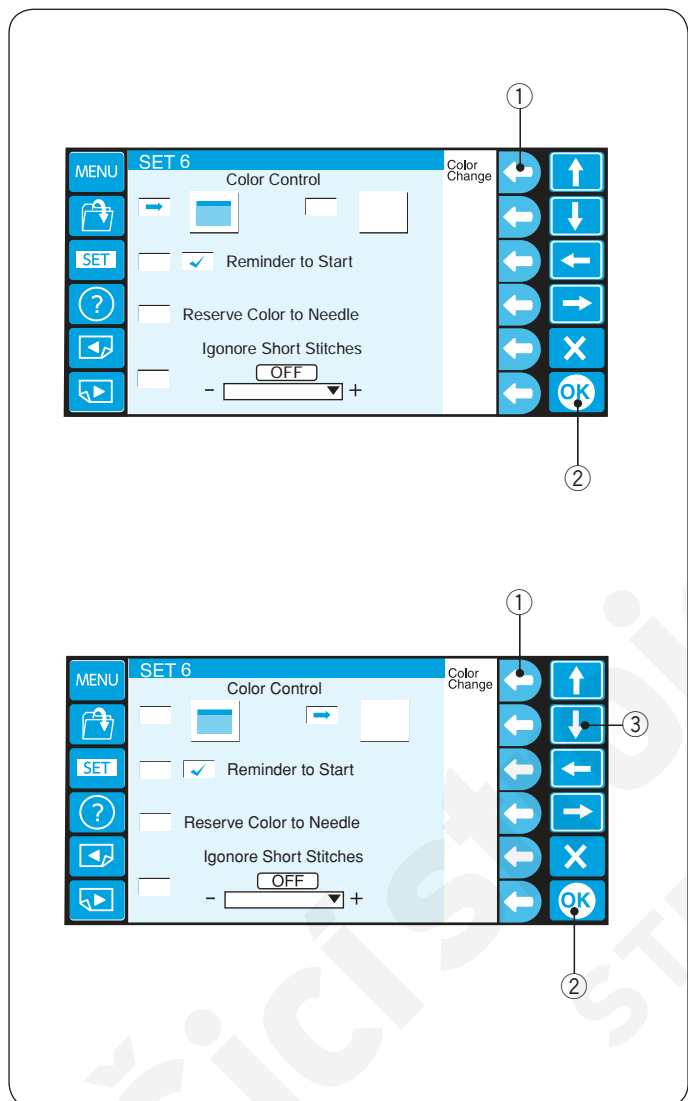 ①
MENU SET 6 Color Change
Color Control
SET ✓ Reminder to Start
?
Reserve Color to Needle
Igonore Short Stitches
OFF
- + OK
②
①
MENU SET 6 Color Change
Color Control
③
SET ✓ Reminder to Start
?
Reserve Color to Needle
Igonore Short Stitches
OFF
- + OK
②